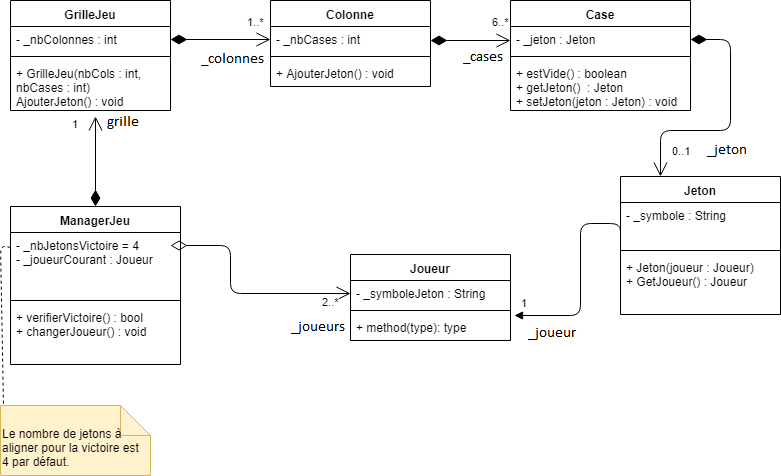 GrilleJeu
- _nbColonnes : int
+ GrilleJeu(nbCols : int,
nbCases : int)
AjouterJeton() : void
1..*
_colonnes
Colonne
- _nbCases : int
+ AjouterJeton() : void
6..*
_cases
Case
- _jeton : Jeton
+ estVide() : boolean
+ getJeton()  : Jeton
+ setJeton(jeton : Jeton) : void
1
grille
0..1
_jeton
ManagerJeu
- _nbJetonsVictoire = 4
- _joueurCourant : Joueur
+ verifierVictoire() : bool
+ changerJoueur() : void
2..*
_joueurs
Joueur
- _symboleJeton : String
+ method(type): type
1
_joueur
Jeton
- _symbole : String
+ Jeton(joueur : Joueur)
+ GetJoueur() : Joueur
Le nombre de jetons à
aligner pour la victoire est
4 par défaut.